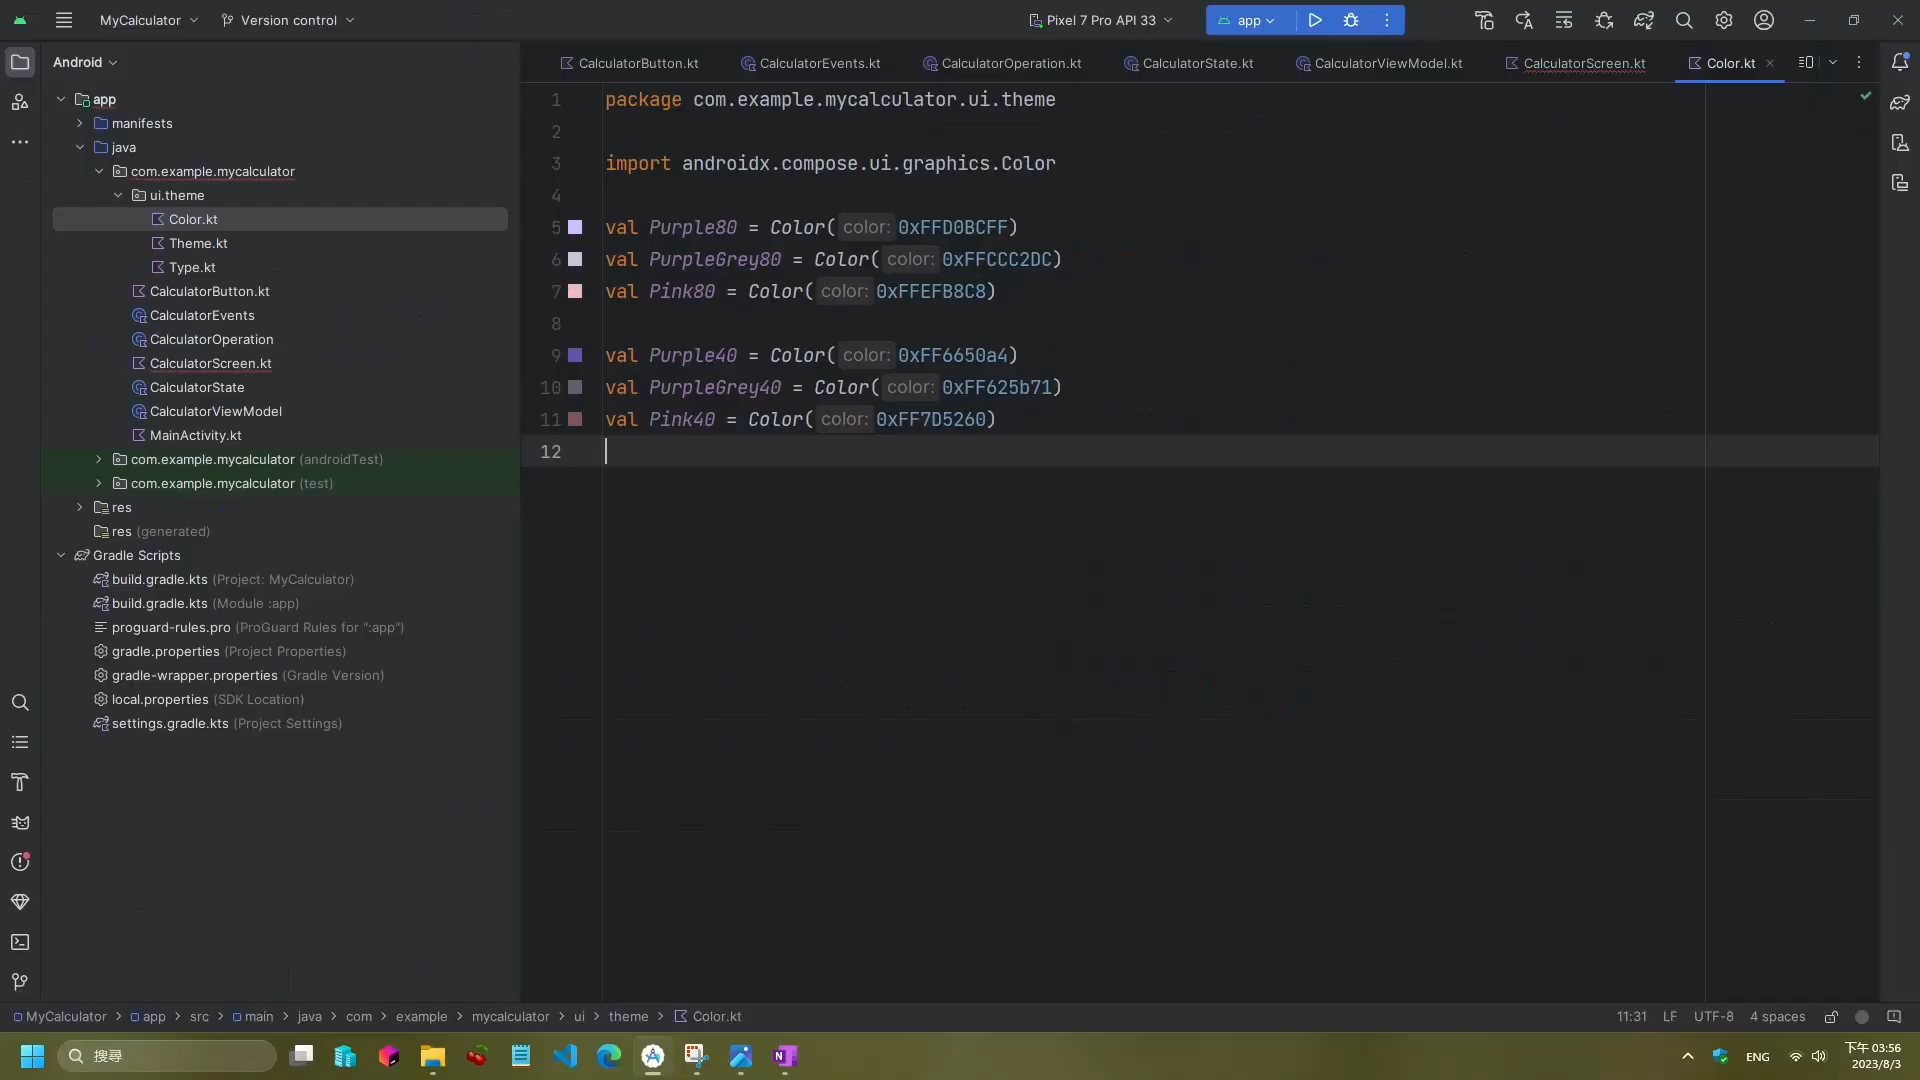 MyCalculator
Version control
Pixel 7 Pro API 33
app
Android
CalculatorButton.kt
CalculatorEvents.kt
CalculatorOperation.kt
CalculatorState.kt
CalculatorViewModel.kt
CalculatorScreen.kt
Color.kt
app
manifests
java
com.example.mycalculator
ui.theme
Color.kt
Theme.kt
Type.kt
CalculatorButton.kt
CalculatorEvents
CalculatorOperation
CalculatorScreen.kt
CalculatorState
CalculatorViewModel
MainActivity.kt
com.example.mycalculator (androidTest)
com.example.mycalculator (test)
res
res (generated)
Gradle Scripts
build.gradle.kts (Project: MyCalculator)
build.gradle.kts (Module :app)
proguard-rules.pro (ProGuard Rules for ":app")
gradle.properties (Project Properties)
gradle-wrapper.properties (Gradle Version)
local.properties (SDK Location)
settings.gradle.kts (Project Settings)
1 package com.example.mycalculator.ui.theme
2
3 import androidx.compose.ui.graphics.Color
4
5 val Purple80 = Color( color: 0xFFD0BCFF)
6 val PurpleGrey80 = Color( color: 0xFFCCC2DC)
7 val Pink80 = Color( color: 0xFFEFB8C8)
8
9 val Purple40 = Color( color: 0xFF6650a4)
10 val PurpleGrey40 = Color( color: 0xFF625b71)
11 val Pink40 = Color( color: 0xFF7D5260)
12
MyCalculator > app > src > main > java > com > example > mycalculator > ui > theme > Color.kt
11:31 LF UTF-8 4 spaces
搜尋
ENG
下午 03:56
2023/8/3